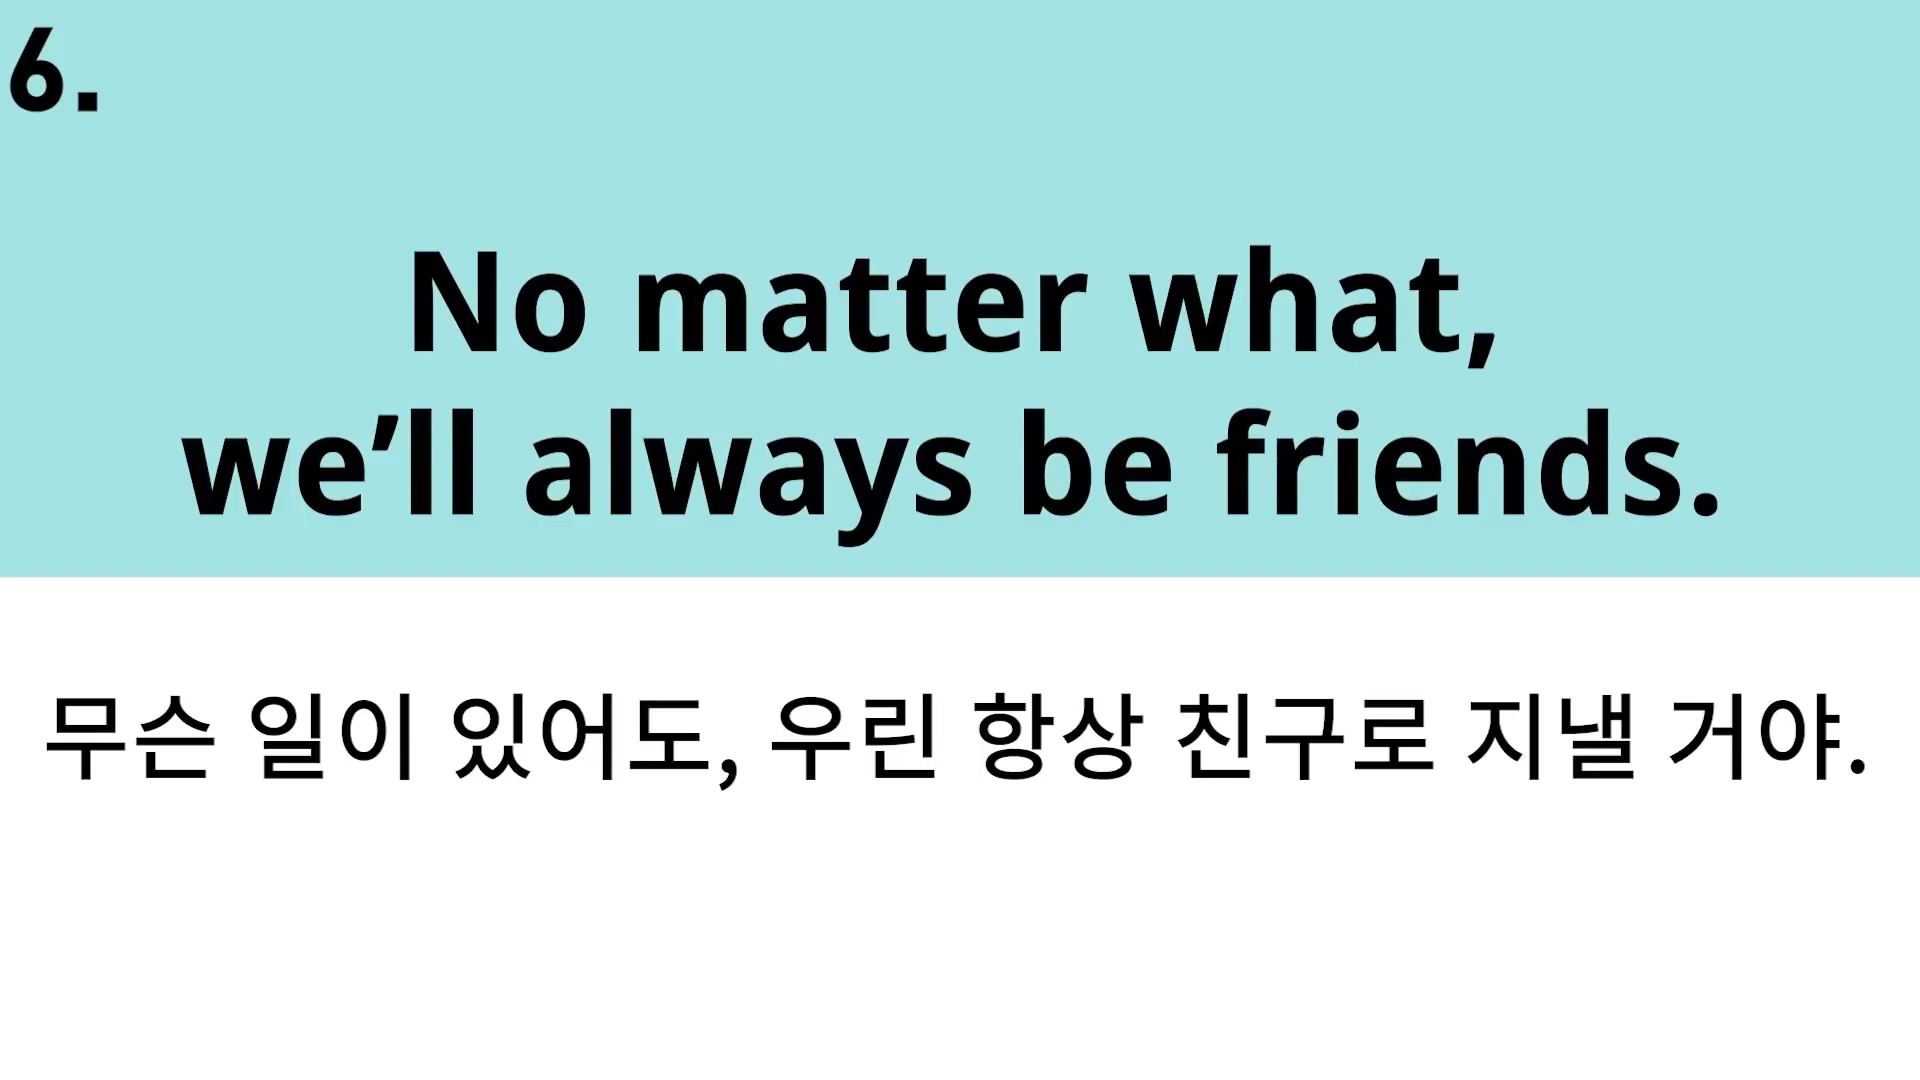 6.
No matter what,
we’ll always be friends.
무슨 일이 있어도, 우린 항상 친구로 지낼 거야.